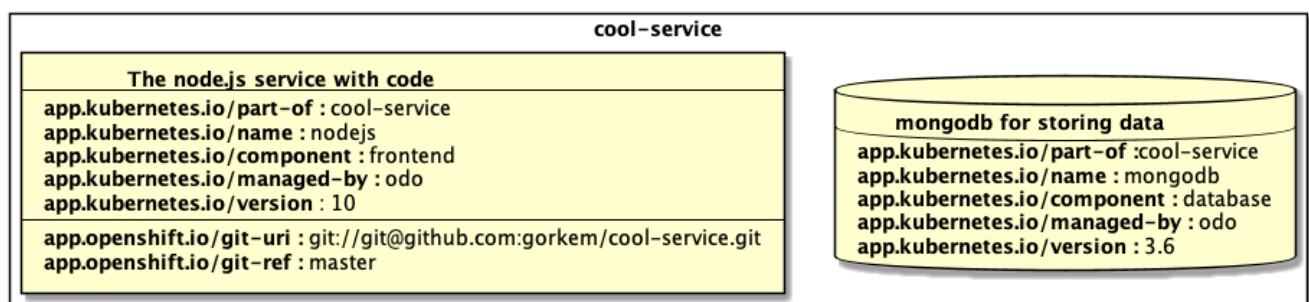 cool-service
The node.js service with code
app.kubernetes.io/part-of : cool-service
app.kubernetes.io/name : nodejs
app.kubernetes.io/component : frontend
app.kubernetes.io/managed-by : odo
app.kubernetes.io/version : 10
app.openshift.io/git-uri : git://git@github.com:gorkem/cool-service.git
app.openshift.io/git-ref : master
mongodb for storing data
app.kubernetes.io/part-of :cool-service
app.kubernetes.io/name : mongodb
app.kubernetes.io/component : database
app.kubernetes.io/managed-by : odo
app.kubernetes.io/version : 3.6